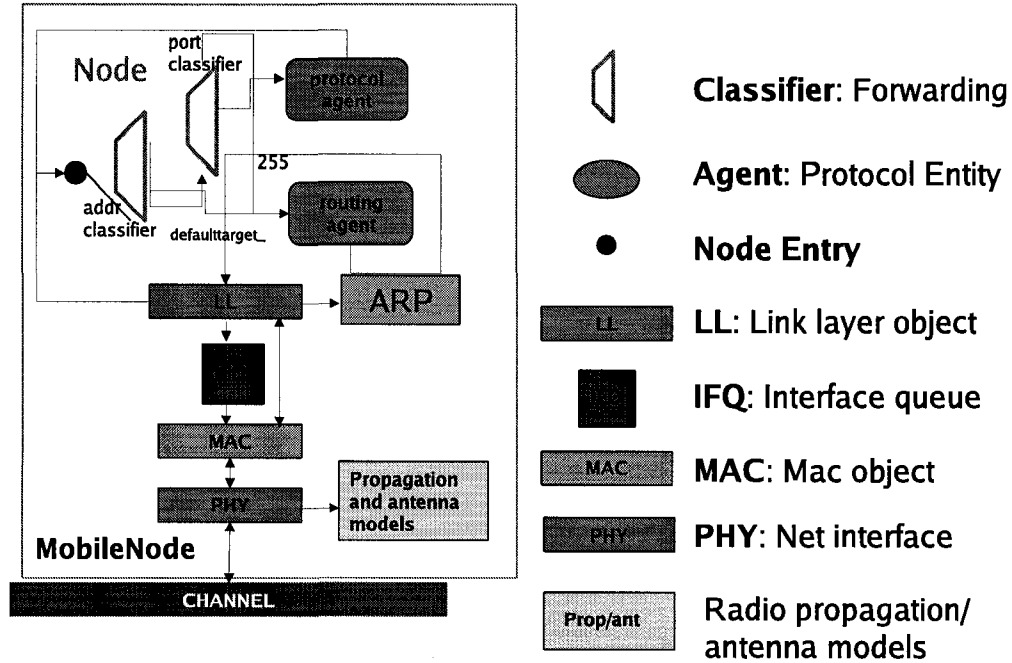 port
classifier
Node
protocol
agent
255
addr
classifier
defaulttarget_
routing
agent
LL
ARP
MAC
PHY
Propagation
and antenna
models
MobileNode
CHANNEL
Classifier: Forwarding
Agent: Protocol Entity
Node Entry
LL
LL: Link layer object
IFQ: Interface queue
MAC
MAC: Mac object
PHY
PHY: Net interface
Prop/ant
Radio propagation/
antenna models